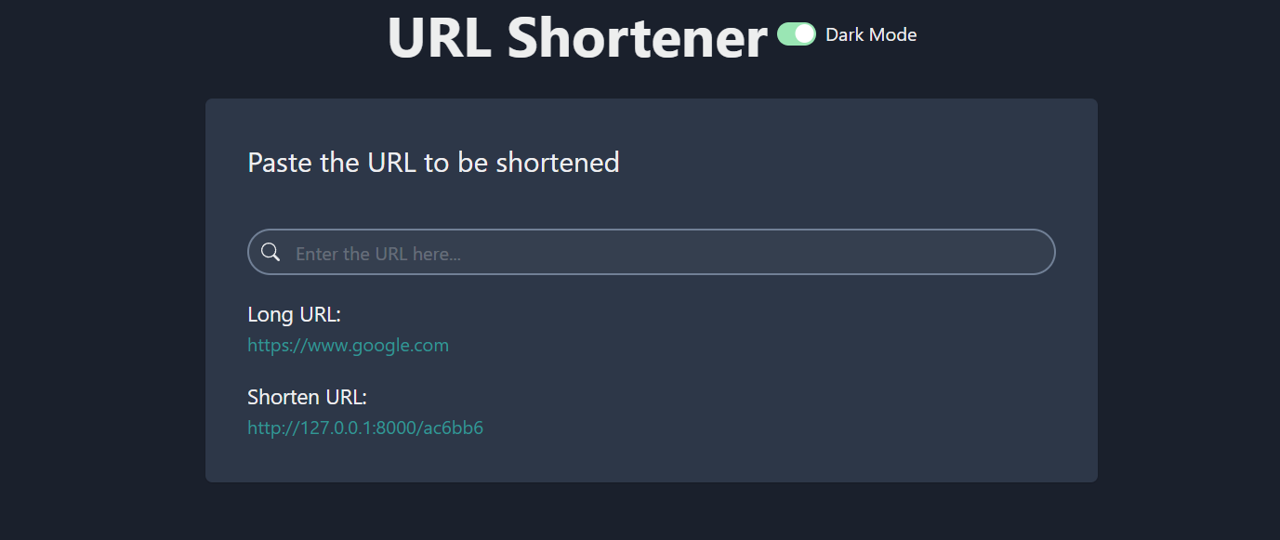 URL Shortener
Dark Mode
Paste the URL to be shortened
Enter the URL here...
Long URL:
https://www.google.com
Shorten URL:
http://127.0.0.1:8000/ac6bb6